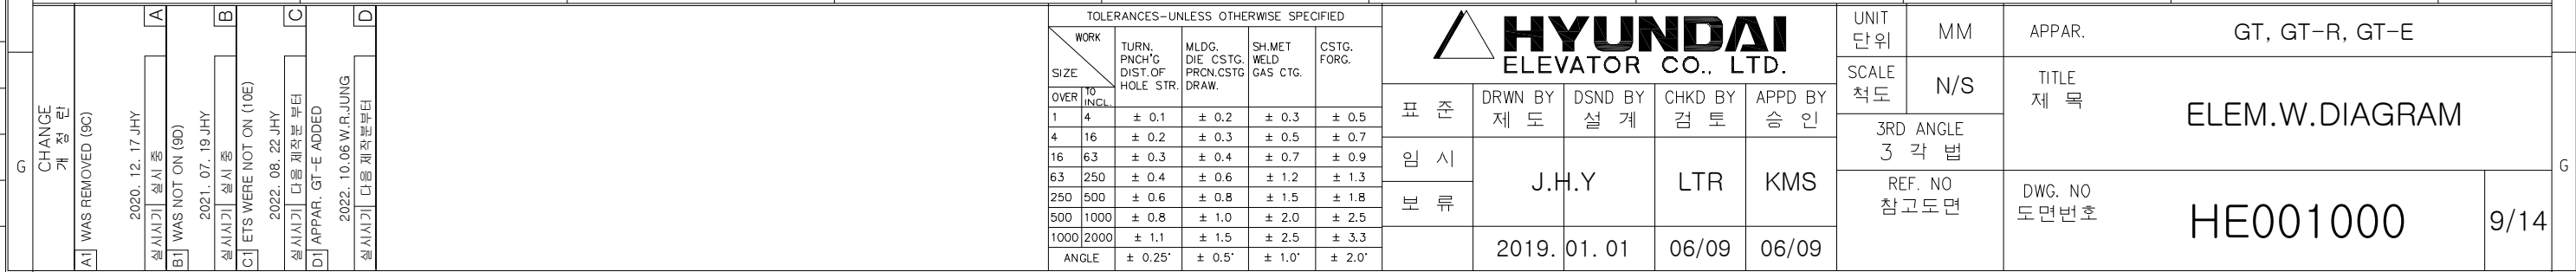 G
CHANGE
개 정 란
A1 WAS REMOVED (9C)
2020. 12. 17 JHY
실시시기 실시 중 A
B1 WAS NOT ON (9D)
2021. 07. 19 JHY
실시시기 실시 중 B
C1 ETS WERE NOT ON (10E)
2022. 08. 22 JHY
실시시기 다음 제작분 부터 C
D1 APPAR. GT-E ADDED
2022. 10.06 W.R.JUNG
실시시기 다음 제작분부터 D
TOLERANCES-UNLESS OTHERWISE SPECIFIED
WORK
SIZE
OVER TO INCL.
TURN.
PNCH'G
DIST.OF
HOLE STR.
MLDG.
DIE CSTG.
PRCN.CSTG
DRAW.
SH.MET
WELD
GAS CTG.
CSTG.
FORG.
1 4 ± 0.1 ± 0.2 ± 0.3 ± 0.5
4 16 ± 0.2 ± 0.3 ± 0.5 ± 0.7
16 63 ± 0.3 ± 0.4 ± 0.7 ± 0.9
63 250 ± 0.4 ± 0.6 ± 1.2 ± 1.3
250 500 ± 0.6 ± 0.8 ± 1.5 ± 1.8
500 1000 ± 0.8 ± 1.0 ± 2.0 ± 2.5
1000 2000 ± 1.1 ± 1.5 ± 2.5 ± 3.3
ANGLE ± 0.25° ± 0.5° ± 1.0° ± 2.0°
HYUNDAI
ELEVATOR CO., LTD.
표 준
임 시
보 류
DRWN BY
제 도
DSND BY
설 계
CHKD BY
검 토
APPD BY
승 인
J.H.Y LTR KMS
2019. 01. 01 06/09 06/09
UNIT
단위
MM
SCALE
척도
N/S
3RD ANGLE
3 각 법
REF. NO
참고도면
APPAR. GT, GT-R, GT-E
TITLE
제 목
ELEM.W.DIAGRAM
DWG. NO
도면번호
HE001000
9/14
G